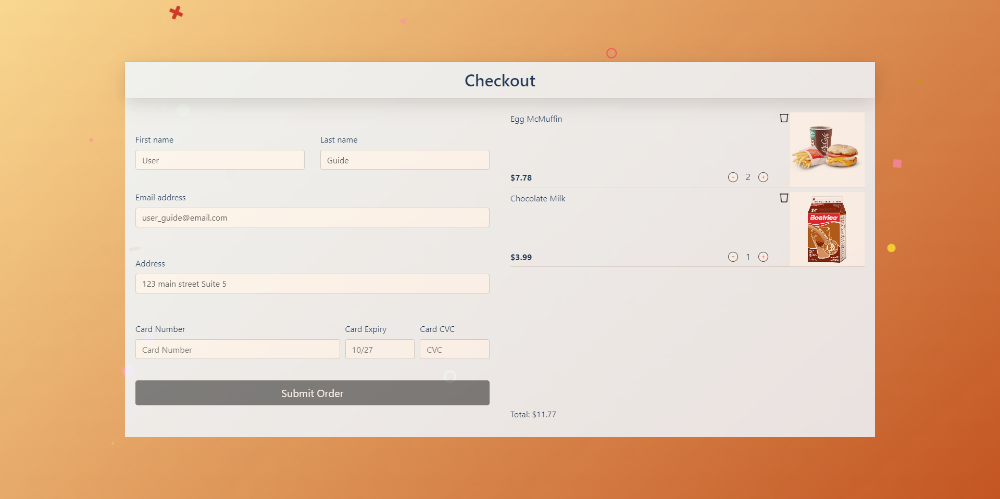 Checkout
First name
Last name
User
Guide
Email address
user_guide@email.com
Address
123 main street Suite 5
Card Number
Card Expiry
Card CVC
Card Number
10/27
CVC
Submit Order
Egg McMuffin
McCafé
$7.78
2
Chocolate Milk
Beatrice
$3.99
1
Total: $11.77